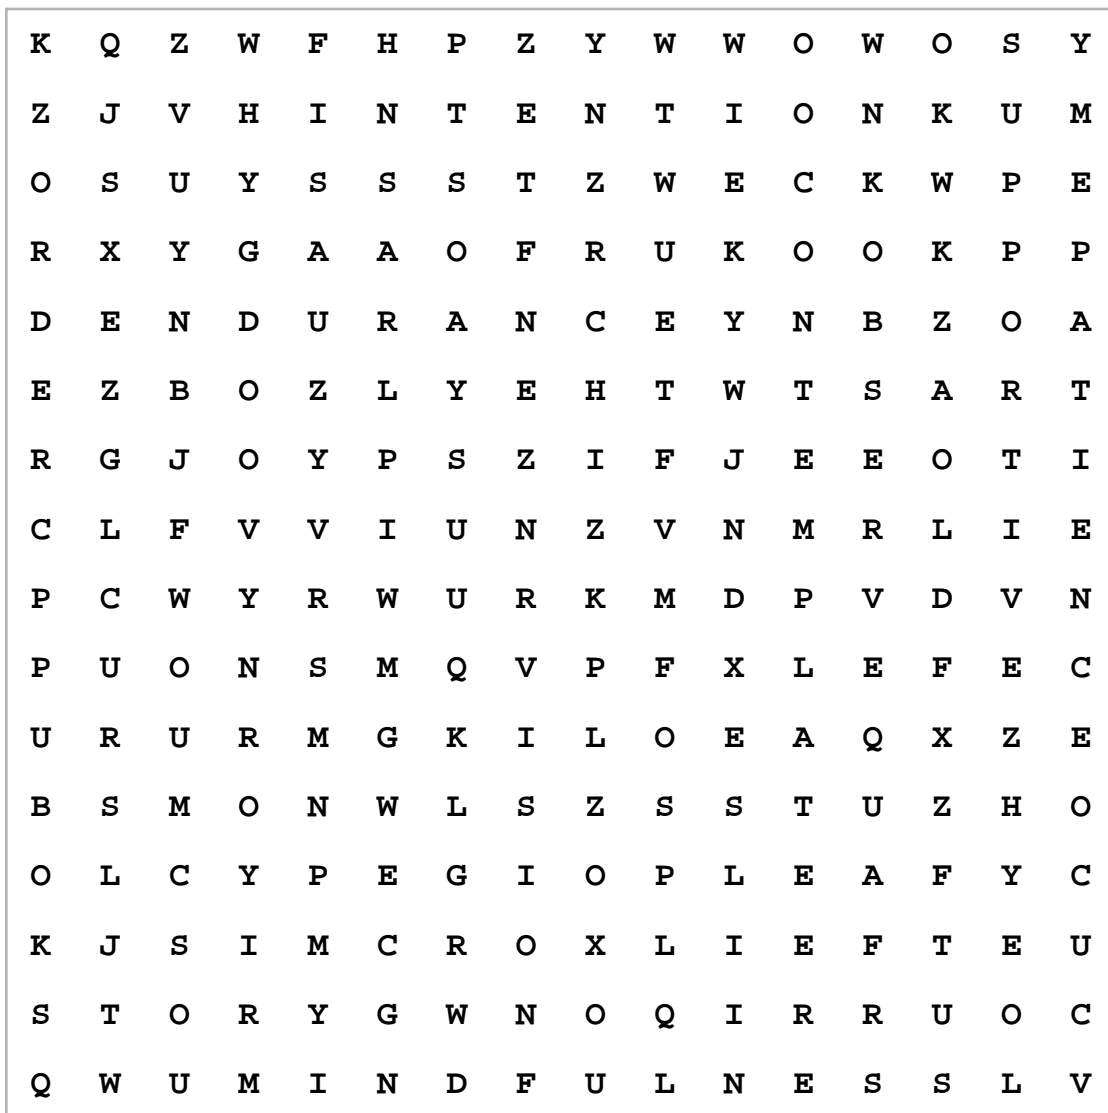 K Q Z W F H P Z Y W W O W O S Y
Z J V H I N T E N T I O N K U M
O S U Y S S S T Z W E C K W P E
R X Y G A A O F R U K O O K P P
D E N D U R A N C E Y N B Z O A
E Z B O Z L Y E H T W T S A R T
R G J O Y P S Z I F J E E O T I
C L F V V I U N Z V N M R L I E
P C W Y R W U R K M D P V D V N
P U O N S M Q V P F X L E F E C
U R U R M G K I L O E A Q X Z E
B S M O N W L S Z S S T U Z H O
O L C Y P E G I O P L E A F Y C
K J S I M C R O X L I E F T E U
S T O R Y G W N O Q I R R U O C
Q W U M I N D F U L N E S S L V